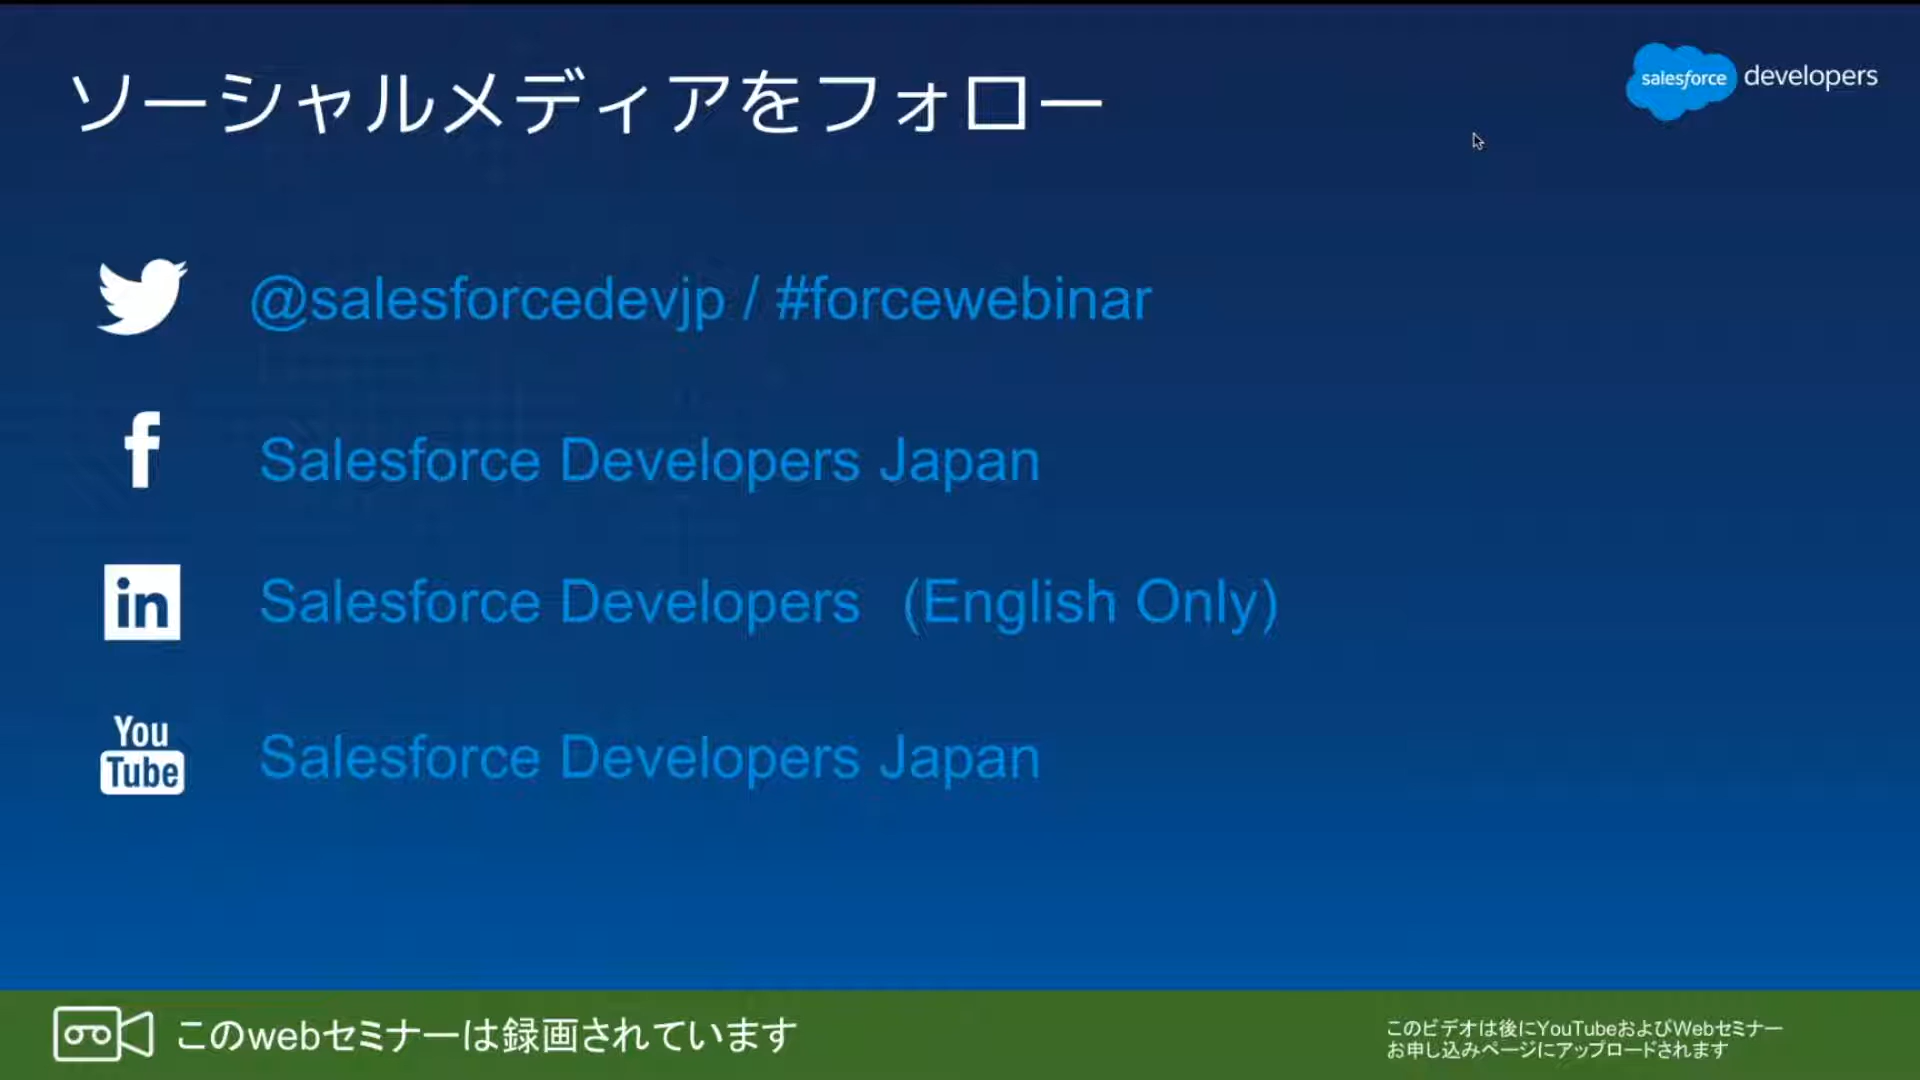 ソーシャルメディアをフォロー
salesforce developers
@salesforcedevjp / #forcewebinar
f
Salesforce Developers Japan
in
Salesforce Developers (English Only)
You
Tube
Salesforce Developers Japan
このwebセミナーは録画されています
このビデオは後にYouTubeおよびWebセミナー
お申し込みページにアップロードされます